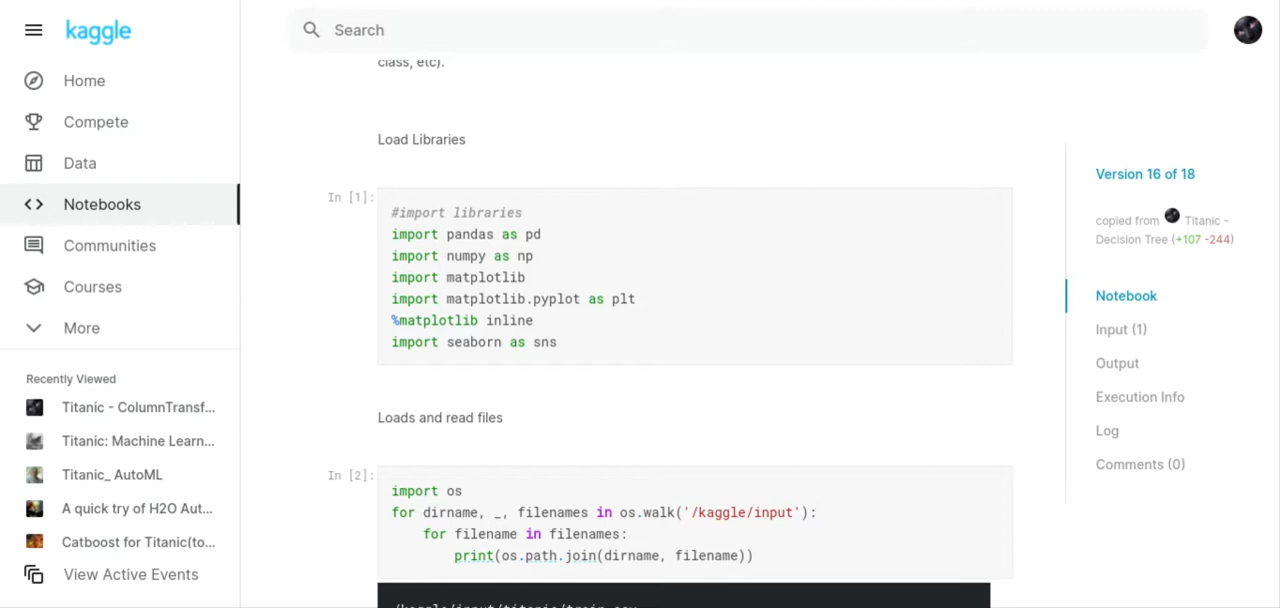 kaggle
Search
Home
Compete
Data
Notebooks
Communities
Courses
More
Recently Viewed
Titanic - ColumnTransf...
Titanic: Machine Learn...
Titanic_ AutoML
A quick try of H2O Aut...
Catboost for Titanic(to...
View Active Events
class, etc).
Load Libraries
In [1]:
#import libraries
import pandas as pd
import numpy as np
import matplotlib
import matplotlib.pyplot as plt
%matplotlib inline
import seaborn as sns
Loads and read files
In [2]:
import os
for dirname, _, filenames in os.walk('/kaggle/input'):
    for filename in filenames:
        print(os.path.join(dirname, filename))
/kaggle/input/titanic/train.csv
Version 16 of 18
copied from Titanic -
Decision Tree (+107 -244)
Notebook
Input (1)
Output
Execution Info
Log
Comments (0)